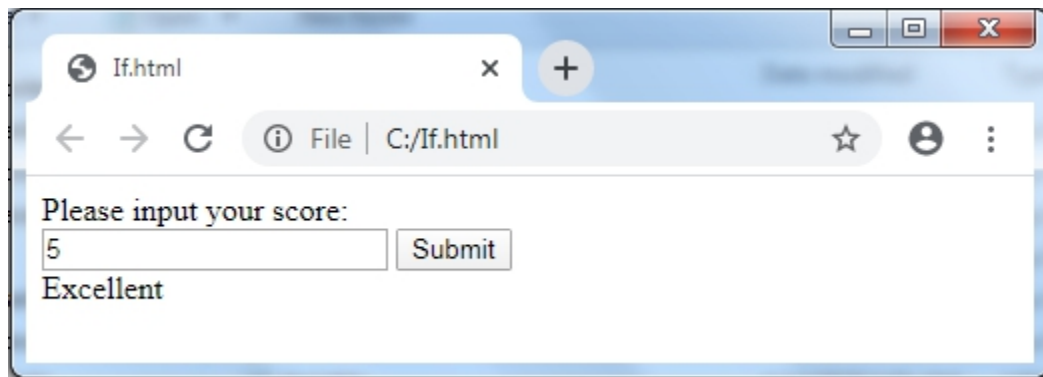 If.html
File | C:/If.html
Please input your score:
5 Submit
Excellent